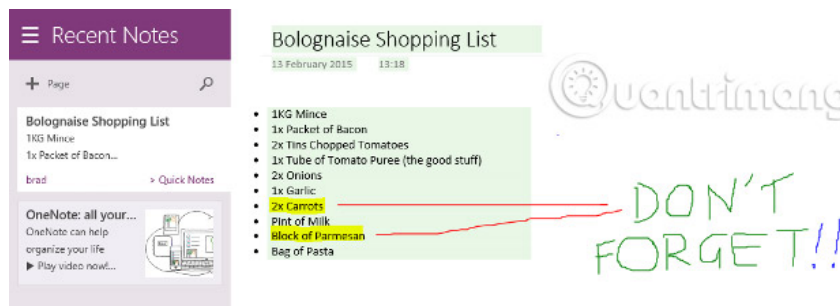 Recent Notes
Page
Bolognaise Shopping List
1KG Mince
1x Packet of Bacon...
brad > Quick Notes
OneNote: all your...
OneNote can help
organize your life
▶ Play video now!...
Bolognaise Shopping List
13 February 2015 13:18
• 1KG Mince
• 1x Packet of Bacon
• 2x Tins Chopped Tomatoes
• 1x Tube of Tomato Puree (the good stuff)
• 2x Onions
• 1x Garlic
• 2x Carrots
• Pint of Milk
• Block of Parmesan
• Bag of Pasta
Quantrimang
DON'T
FORGET!!